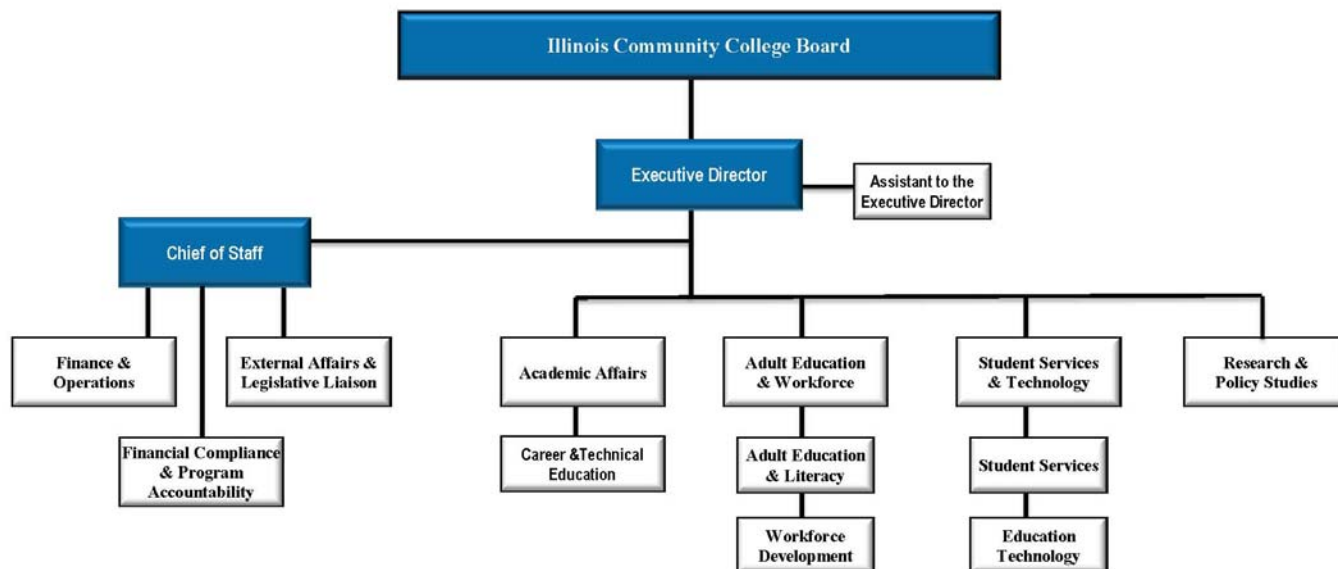 Illinois Community College Board
Executive Director
Assistant to the
Executive Director
Chief of Staff
Finance &
Operations
External Affairs &
Legislative Liaison
Academic Affairs
Adult Education
& Workforce
Student Services
& Technology
Research &
Policy Studies
Financial Compliance
& Program
Accountability
Career &Technical
Education
Adult Education
& Literacy
Student Services
Workforce
Development
Education
Technology